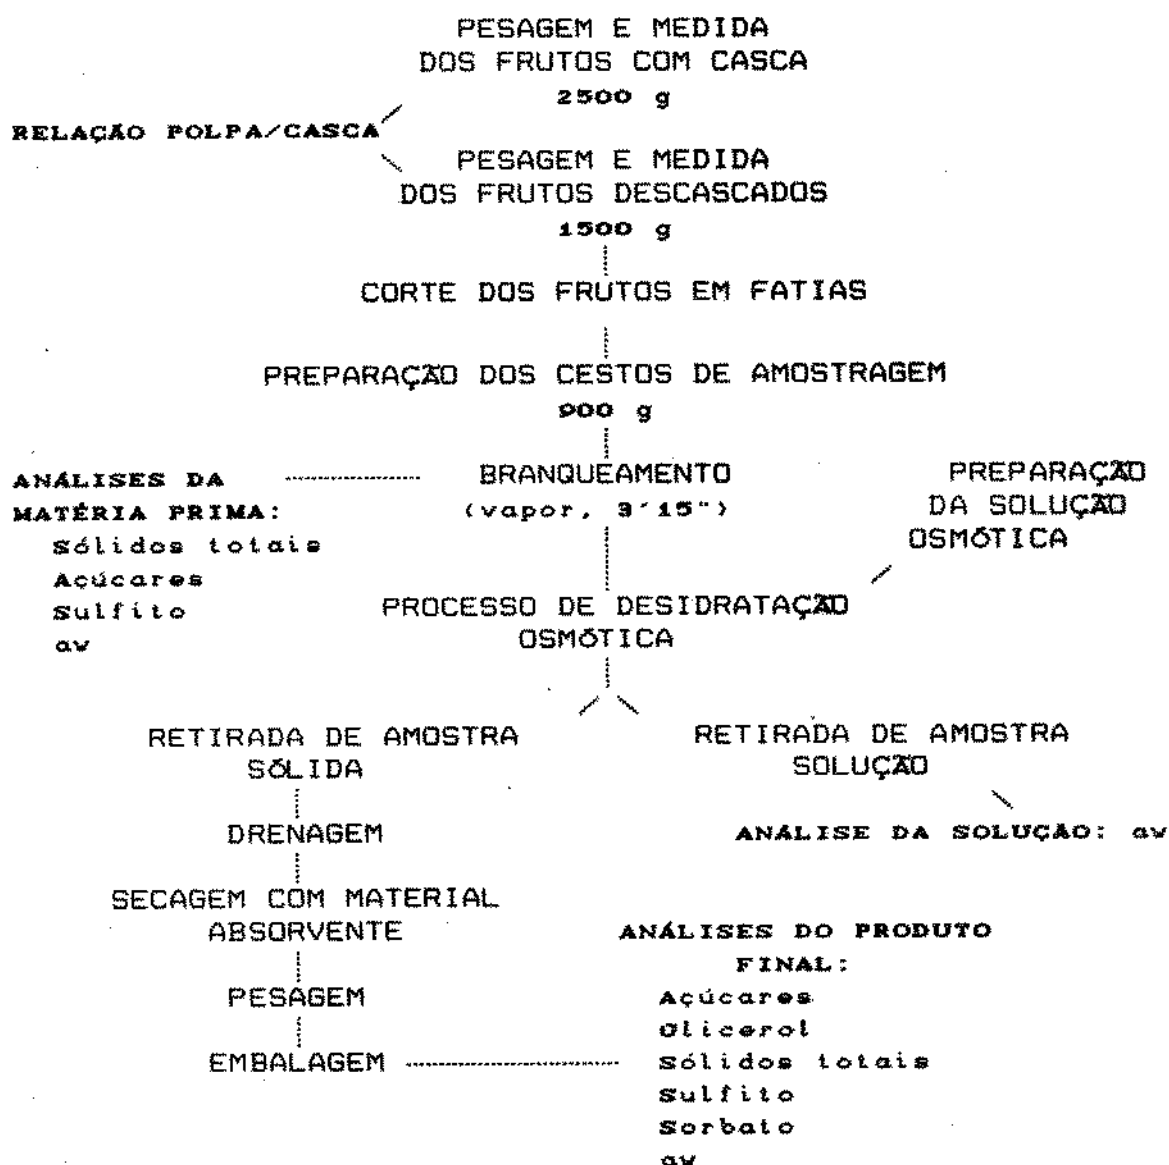 PESAGEM E MEDIDA
DOS FRUTOS COM CASCA
2500 g
RELAÇÃO POLPA/CASCA
PESAGEM E MEDIDA
DOS FRUTOS DESCASCADOS
1500 g
CORTE DOS FRUTOS EM FATIAS
PREPARAÇÃO DOS CESTOS DE AMOSTRAGEM
900 g
BRANQUEAMENTO
(vapor, 3'15")
ANÁLISES DA
MATÉRIA PRIMA:
Sólidos totais
Açúcares
Sulfito
aw
PREPARAÇÃO
DA SOLUÇÃO
OSMÓTICA
PROCESSO DE DESIDRATAÇÃO
OSMÓTICA
RETIRADA DE AMOSTRA
SÓLIDA
RETIRADA DE AMOSTRA
SOLUÇÃO
DRENAGEM
ANÁLISE DA SOLUÇÃO: aw
SECAGEM COM MATERIAL
ABSORVENTE
PESAGEM
EMBALAGEM
ANÁLISES DO PRODUTO
FINAL:
Açúcares
Glicerol
Sólidos totais
Sulfito
Sorbato
aw